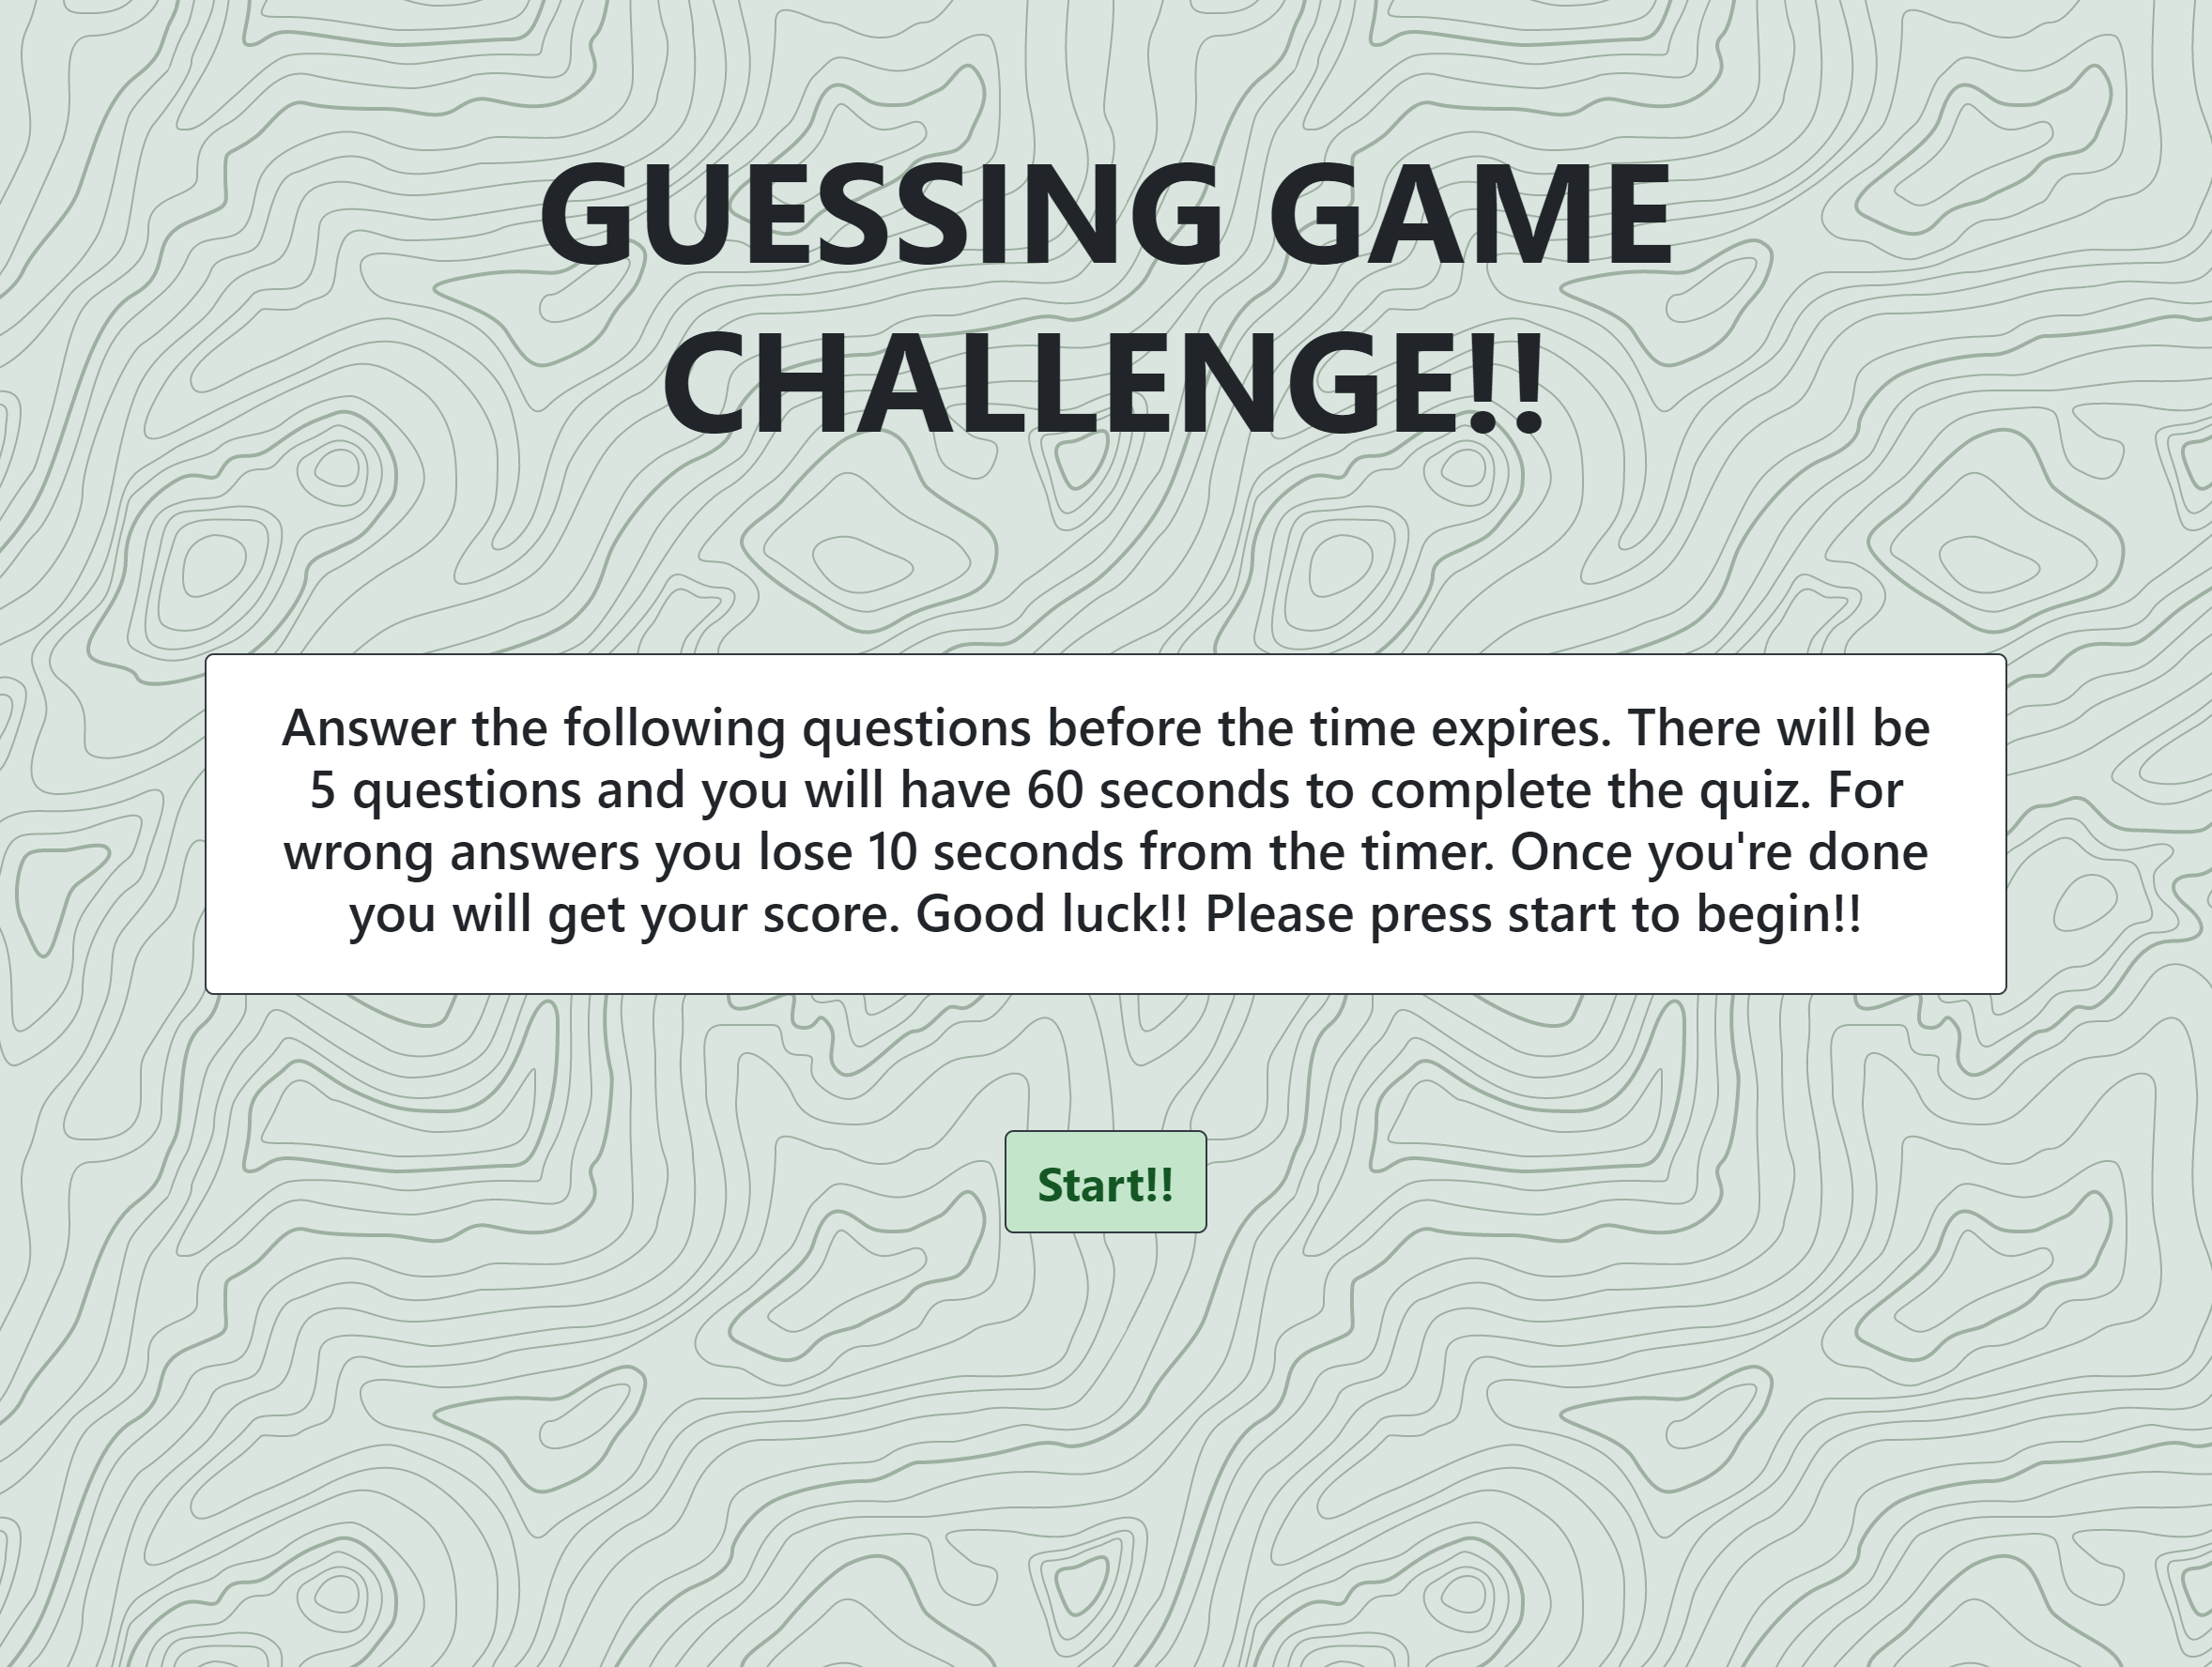 GUESSING GAME
CHALLENGE!!
Answer the following questions before the time expires. There will be
5 questions and you will have 60 seconds to complete the quiz. For
wrong answers you lose 10 seconds from the timer. Once you're done
you will get your score. Good luck!! Please press start to begin!!
Start!!